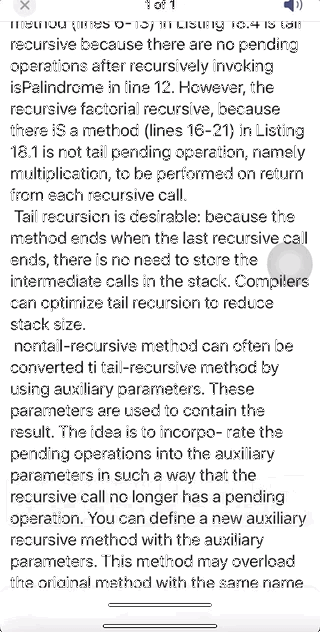 1 of 1
method (lines 6-13) in Listing 18.4 is tail
recursive because there are no pending
operations after recursively invoking
isPalindrome in line 12. However, the
recursive factorial recursive, because
there iS a method (lines 16-21) in Listing
18.1 is not tail pending operation, namely
multiplication, to be performed on return
from each recursive call.
Tail recursion is desirable: because the
method ends when the last recursive call
ends, there is no need to store the
intermediate calls in the stack. Compilers
can optimize tail recursion to reduce
stack size.
nontail-recursive method can often be
converted ti tail-recursive method by
using auxiliary parameters. These
parameters are used to contain the
result. The idea is to incorpo- rate the
pending operations into the auxiliary
parameters in such a way that the
recursive call no longer has a pending
operation. You can define a new auxiliary
recursive method with the auxiliary
parameters. This method may overload
the original method with the same name